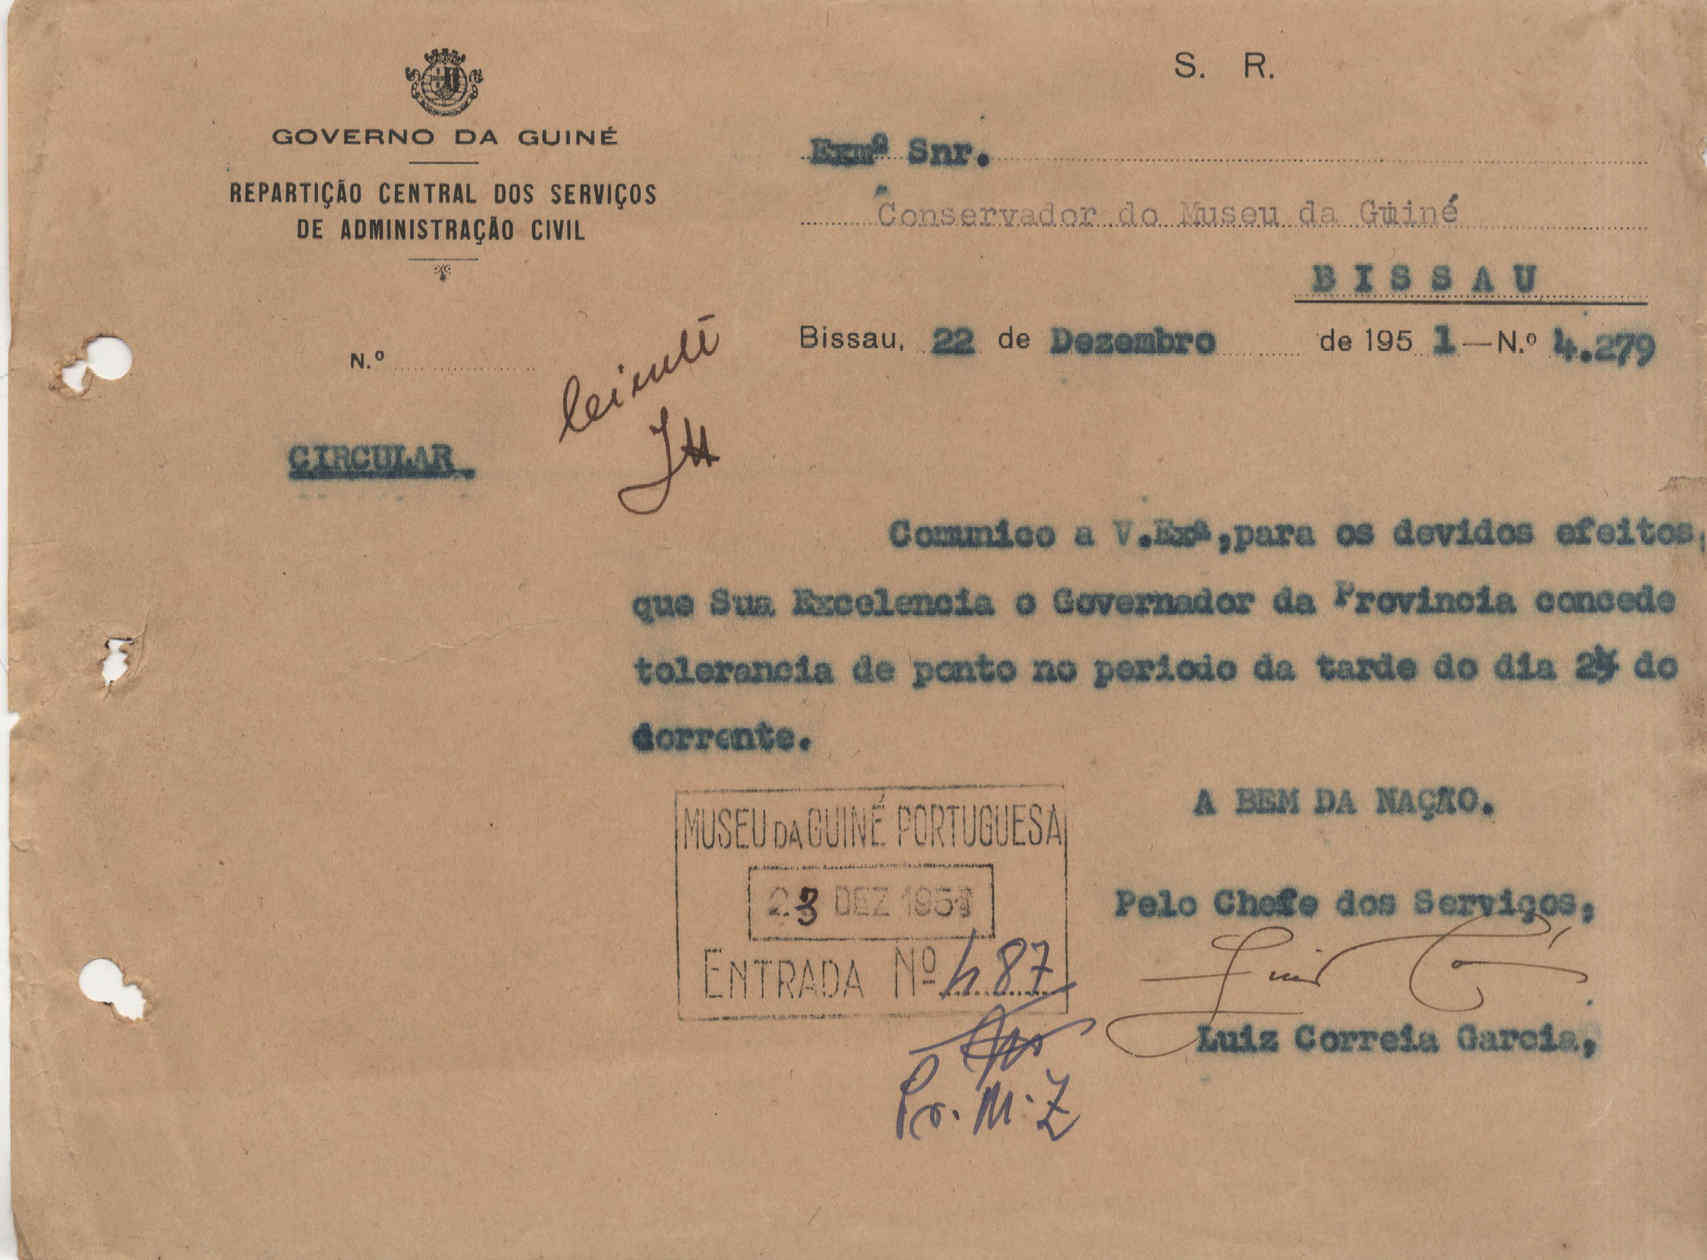 S. R.
GOVERNO DA GUINÉ
REPARTIÇÃO CENTRAL DOS SERVIÇOS
DE ADMINISTRAÇÃO CIVIL
N.º
Exmº Snr.
Conservador do Museu da Guiné
BISSAU
Bissau, 22 de Dezembro de 1951 — N.º 4.279
CIRCULAR.
Comunico a V.Exª,para os devidos efeitos,
que Sua Excelencia o Governador da Provincia concede
tolerancia de ponto no periodo da tarde do dia 24 do
corrente.
A BEM DA NAÇÃO.
MUSEU DA GUINÉ PORTUGUESA
23 DEZ 1951
ENTRADA Nº 487
Pelo Chefe dos Serviços,
Luiz Correia Garcia,